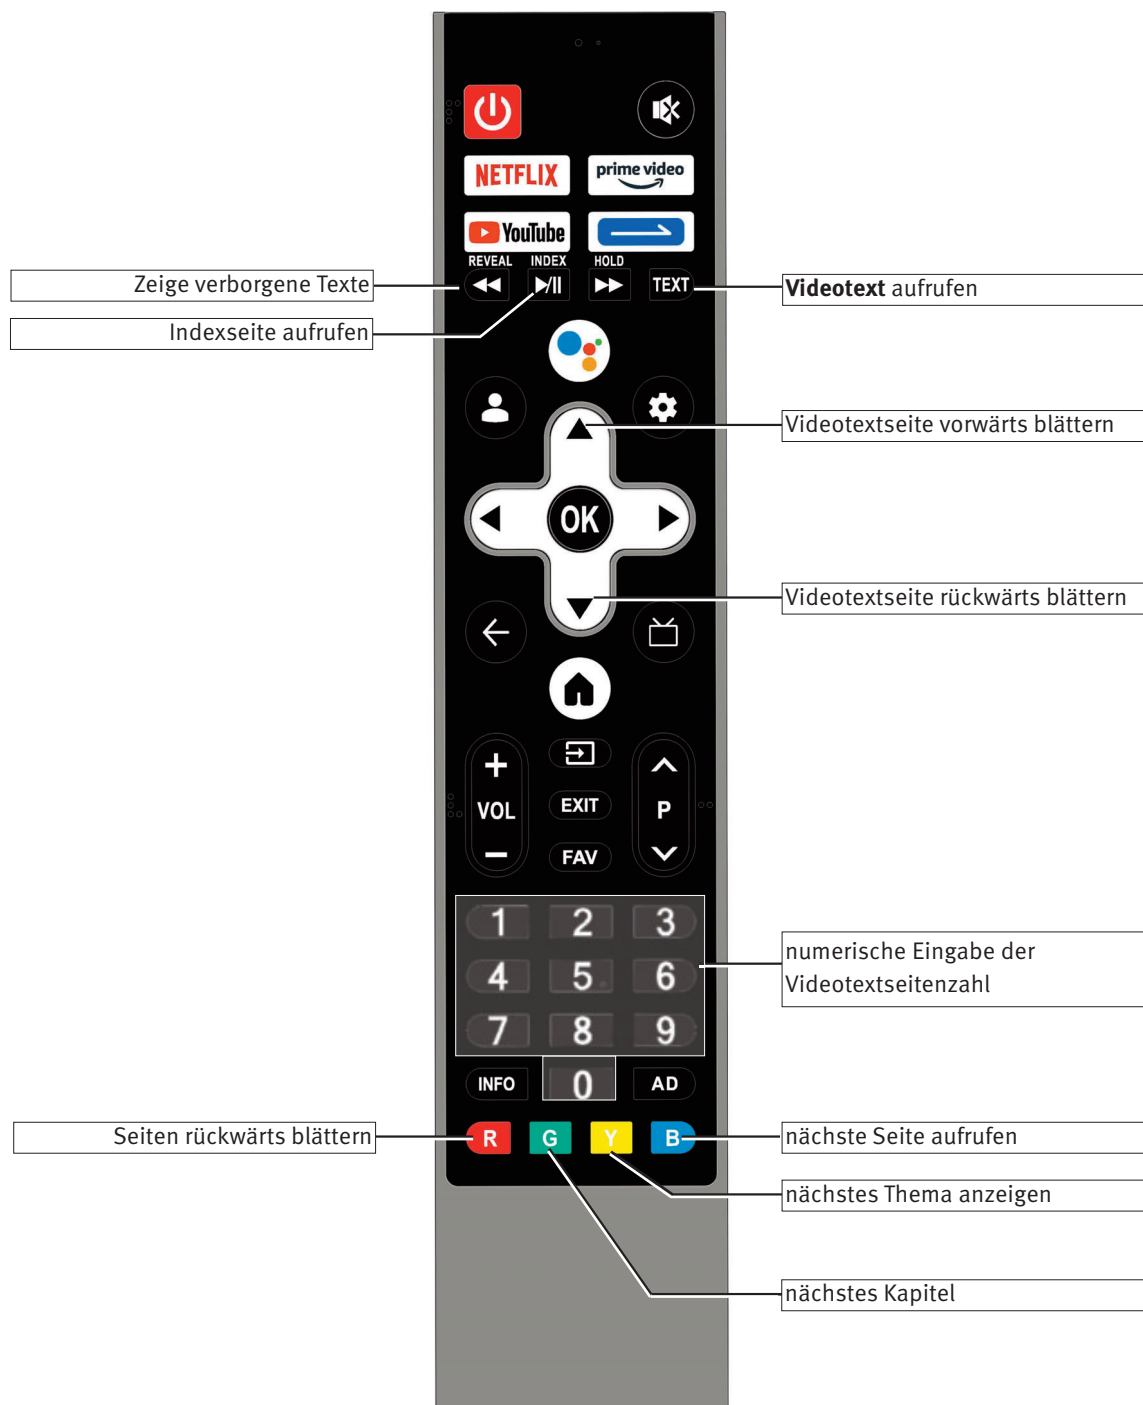 NETFLIX
prime video
YouTube
REVEAL INDEX HOLD
Zeige verborgene Texte
TEXT
Videotext aufrufen
Indexseite aufrufen
Videotextseite vorwärts blättern
OK
Videotextseite rückwärts blättern
VOL
EXIT
P
FAV
1 2 3
numerische Eingabe der
Videotextseitenzahl
4 5 6
7 8 9
INFO 0 AD
Seiten rückwärts blättern
R G Y B
nächste Seite aufrufen
nächstes Thema anzeigen
nächstes Kapitel